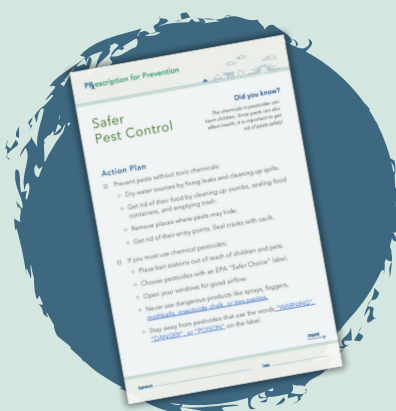 PRescription for Prevention
Did you know?
The chemicals in pesticides can
harm children. Since pests can also
affect health, it is important to get
rid of pests safely!
Safer
Pest Control
Action Plan
Prevent pests without toxic chemicals:
Dry water sources by fixing leaks and cleaning up spills.
Get rid of their food by cleaning up crumbs, sealing food
containers, and emptying trash.
Remove places where pests may hide.
Get rid of their entry points. Seal cracks with caulk.
If you must use chemical pesticides:
Place bait stations out of reach of children and pets.
Choose pesticides with an EPA "Safer Choice" label.
Open your windows for good airflow.
Never use dangerous products like sprays, foggers,
mothballs, insecticide chalk, or tres pasitos.
Stay away from pesticides that use the words "WARNING",
"DANGER", or "POISON" on the label.